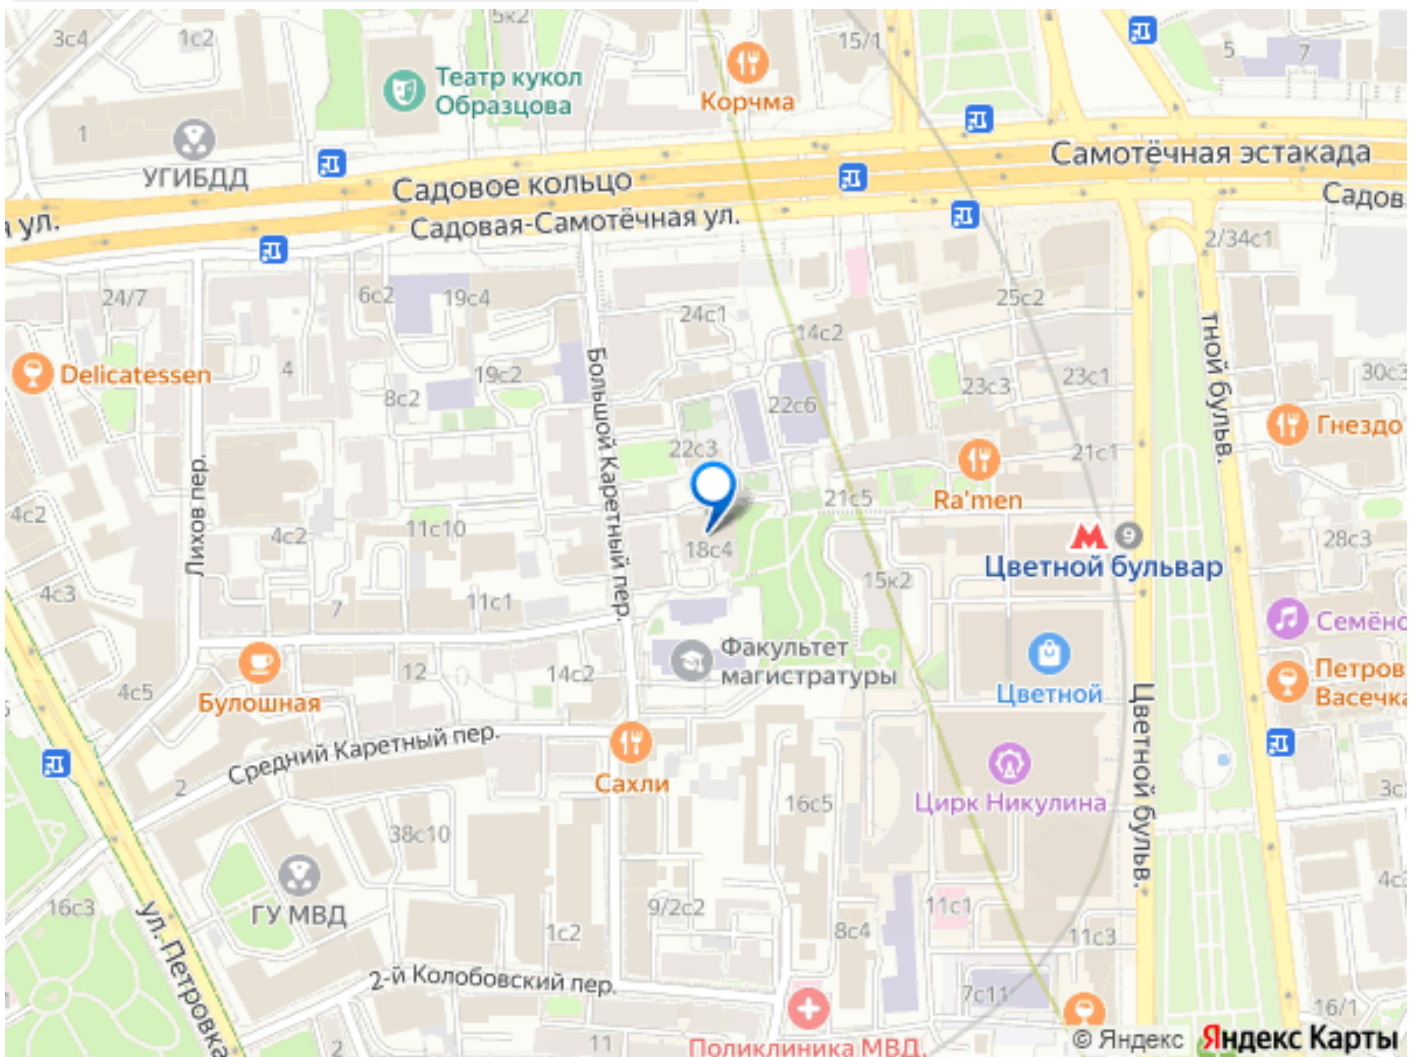 5к2
3с4
1с2
15/1
5
7
Театр кукол
Образцова
Корчма
1
УГИБДД
Самотёчная эстакада
Садовое кольцо
Садов
я ул.
Садовая-Самотёчная ул.
2/34с1
24/7
6с2
19с4
25с2
24с1
14с2
тной бульв.
Delicatessen
4
19с2
8с2
Большой Каретный пер.
23с3
23с1
30с3
22с6
Гнездо
22с3
21с1
Лихов пер.
Ra'men
21с5
4с2
11с10
4с2
18с4
9
28с3
Цветной бульвар
15к2
4с3
7
11с1
Семёно
Факультет
магистратуры
12
14с2
4с5
Булошная
Цветной
Петров
Васечка
Средний Каретный пер.
Цветной бульв.
2
Сахли
16с5
Цирк Никулина
3с
38с10
4с
16с3
ГУ МВД
9/2с2
11с1
ул. Петровка
1с2
8с4
11с3
2-й Колобовский пер.
7с11
16/1
2
11
Поликлиника МВД,
© Яндекс
Яндекс Карты